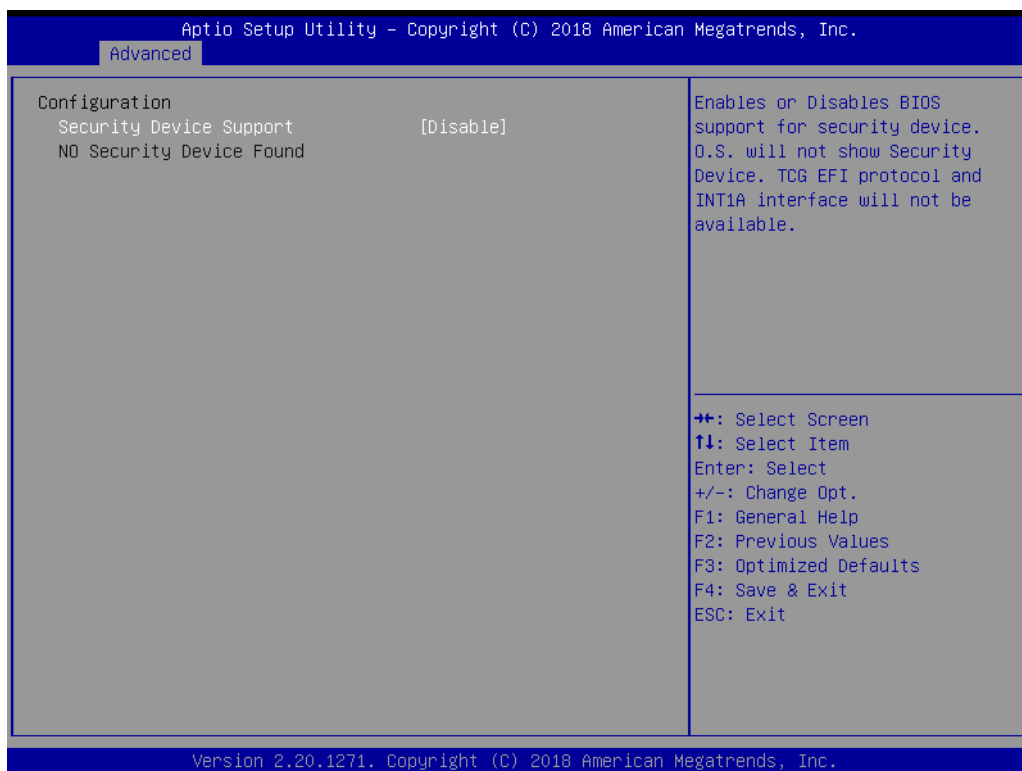 Aptio Setup Utility – Copyright (C) 2018 American Megatrends, Inc.
Advanced
Configuration
Security Device Support [Disable]
NO Security Device Found
Enables or Disables BIOS
support for security device.
O.S. will not show Security
Device. TCG EFI protocol and
INT1A interface will not be
available.
→←: Select Screen
↑↓: Select Item
Enter: Select
+/-: Change Opt.
F1: General Help
F2: Previous Values
F3: Optimized Defaults
F4: Save & Exit
ESC: Exit
Version 2.20.1271. Copyright (C) 2018 American Megatrends, Inc.